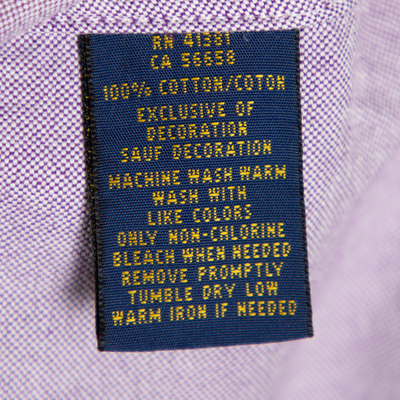 RN 41381
CA 56658
100% COTTON/COTON
EXCLUSIVE OF
DECORATION
SAUF DECORATION
MACHINE WASH WARM
WASH WITH
LIKE COLORS
ONLY NON-CHLORINE
BLEACH WHEN NEEDED
REMOVE PROMPTLY
TUMBLE DRY LOW
WARM IRON IF NEEDED